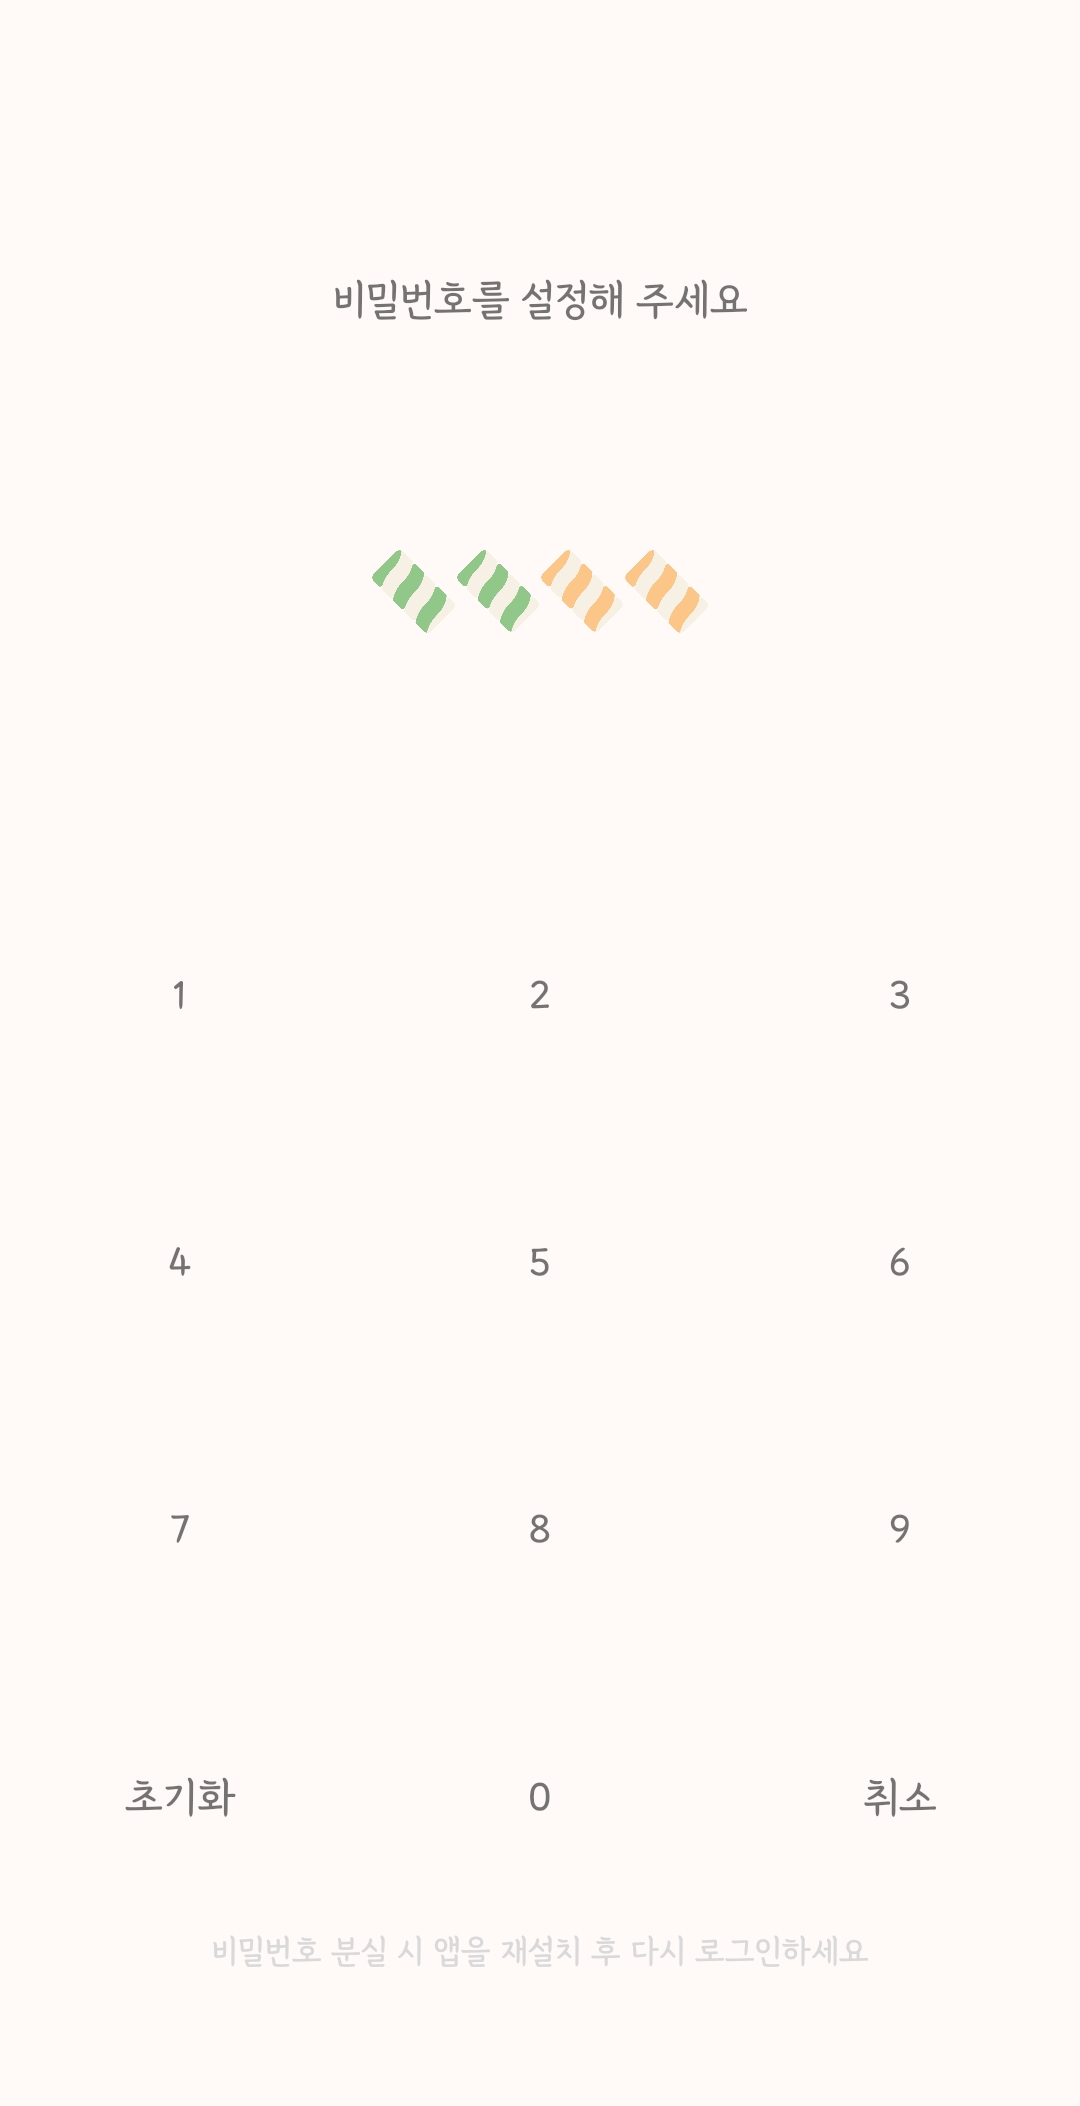 비밀번호를 설정해 주세요
1 2 3
4 5 6
7 8 9
초기화 0 취소
비밀번호 분실 시 앱을 재설치 후 다시 로그인하세요